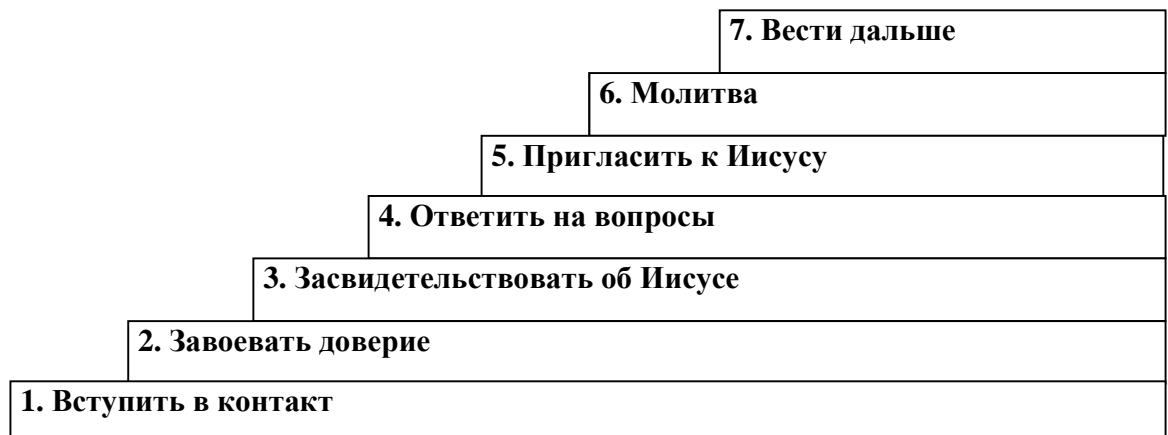 7. Вести дальше
6. Молитва
5. Пригласить к Иисусу
4. Ответить на вопросы
3. Засвидетельствовать об Иисусе
2. Завоевать доверие
1. Вступить в контакт